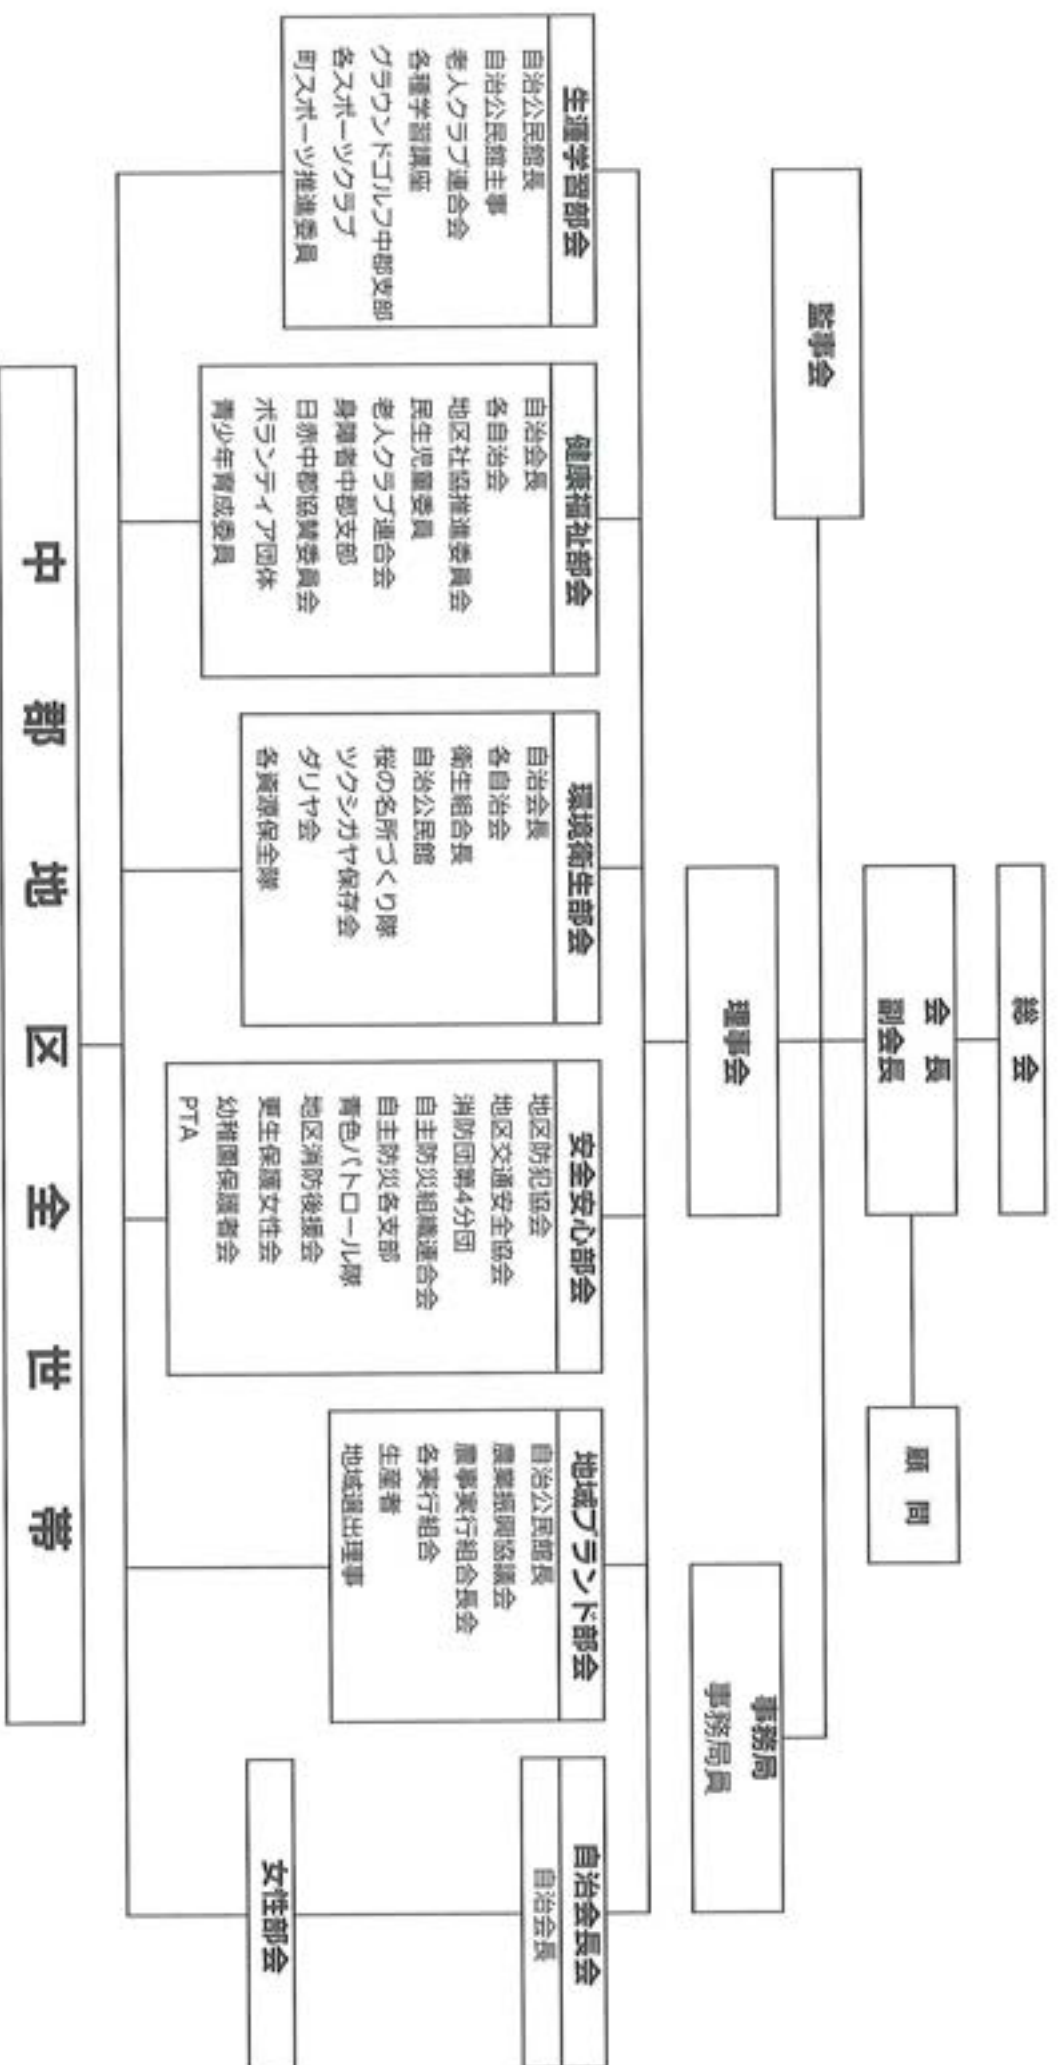 総会
会長
副会長
顧問
監事会
理事会
事務局
事務局員
生涯学習部会
自治公民館長
自治公民館主事
老人クラブ連合会
各種学習講座
グラウンドゴルフ中郡支部
各スポーツクラブ
町スポーツ推進委員
健康福祉部会
自治会長
各自治会
地区社協推進委員会
民生児童委員
老人クラブ連合会
身障者中郡支部
日赤中郡協賛委員会
ボランティア団体
青少年育成委員
環境衛生部会
自治会長
各自治会
衛生組合長
自治公民館
桜の名所づくり隊
ツクシガヤ保存会
ダリヤ会
各資源保全隊
安全安心部会
地区防犯協会
地区交通安全協会
消防団第4分団
自主防災組織連合会
自主防災各支部
青色パトロール隊
地区消防後援会
更生保護女性会
幼稚園保護者会
PTA
地域ブランド部会
自治公民館長
農業振興協議会
農事実行組合長会
各実行組合
生産者
地域選出理事
自治会長会
自治会長
女性部会
中郡地区全世帯